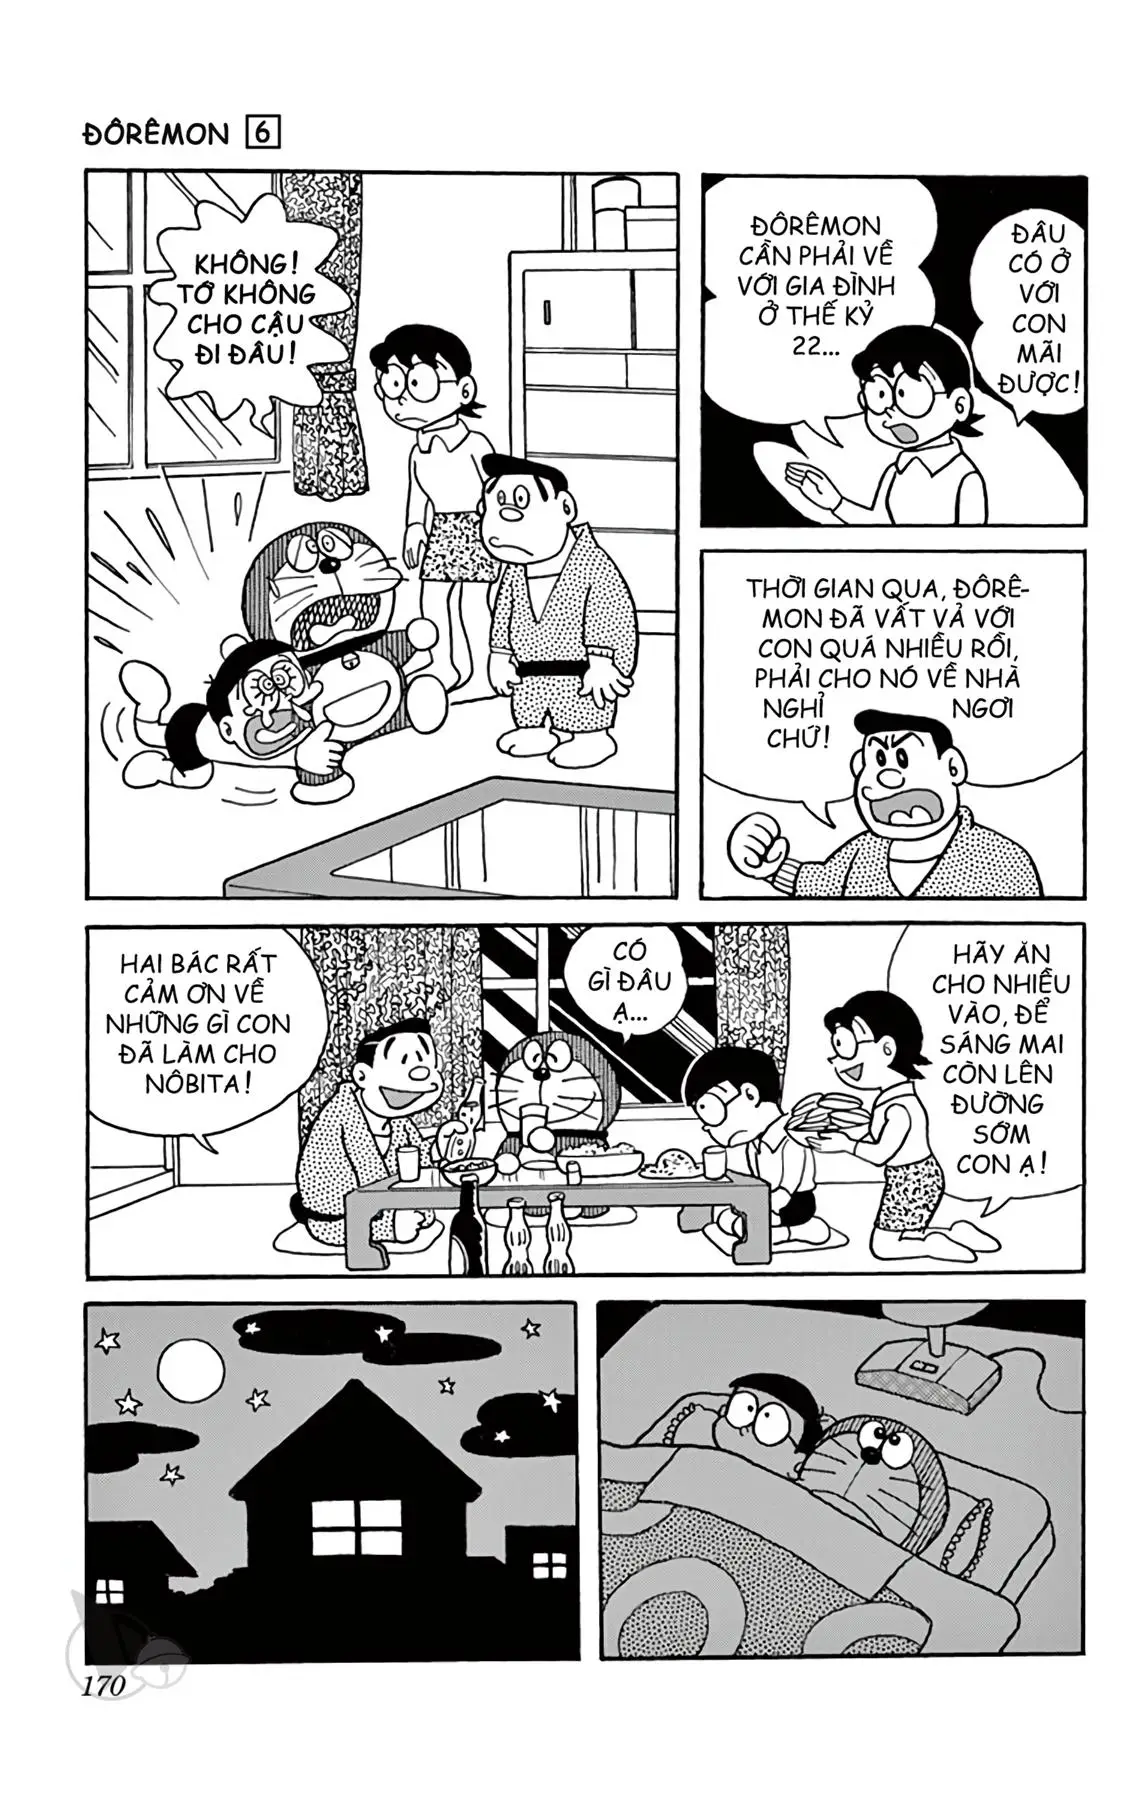 ĐÔRÊMON 6
KHÔNG!
TỚ KHÔNG
CHO CẬU
ĐI ĐÂU!
ĐÔRÊMON
CẦN PHẢI VỀ
VỚI GIA ĐÌNH
Ở THẾ KỶ
22...
ĐÂU
CÓ Ở
VỚI
CON
MÃI
ĐƯỢC!
THỜI GIAN QUA, ĐÔRÊ-
MON ĐÃ VẤT VẢ VỚI
CON QUÁ NHIỀU RỒI,
PHẢI CHO NÓ VỀ NHÀ
NGHỈ NGƠI
CHỨ!
HAI BÁC RẤT
CẢM ƠN VỀ
NHỮNG GÌ CON
ĐÃ LÀM CHO
NÔBITA!
CÓ
GÌ ĐÂU
Ạ...
HÃY ĂN
CHO NHIỀU
VÀO, ĐỂ
SÁNG MAI
CÒN LÊN
ĐƯỜNG
SỚM
CON Ạ!
170